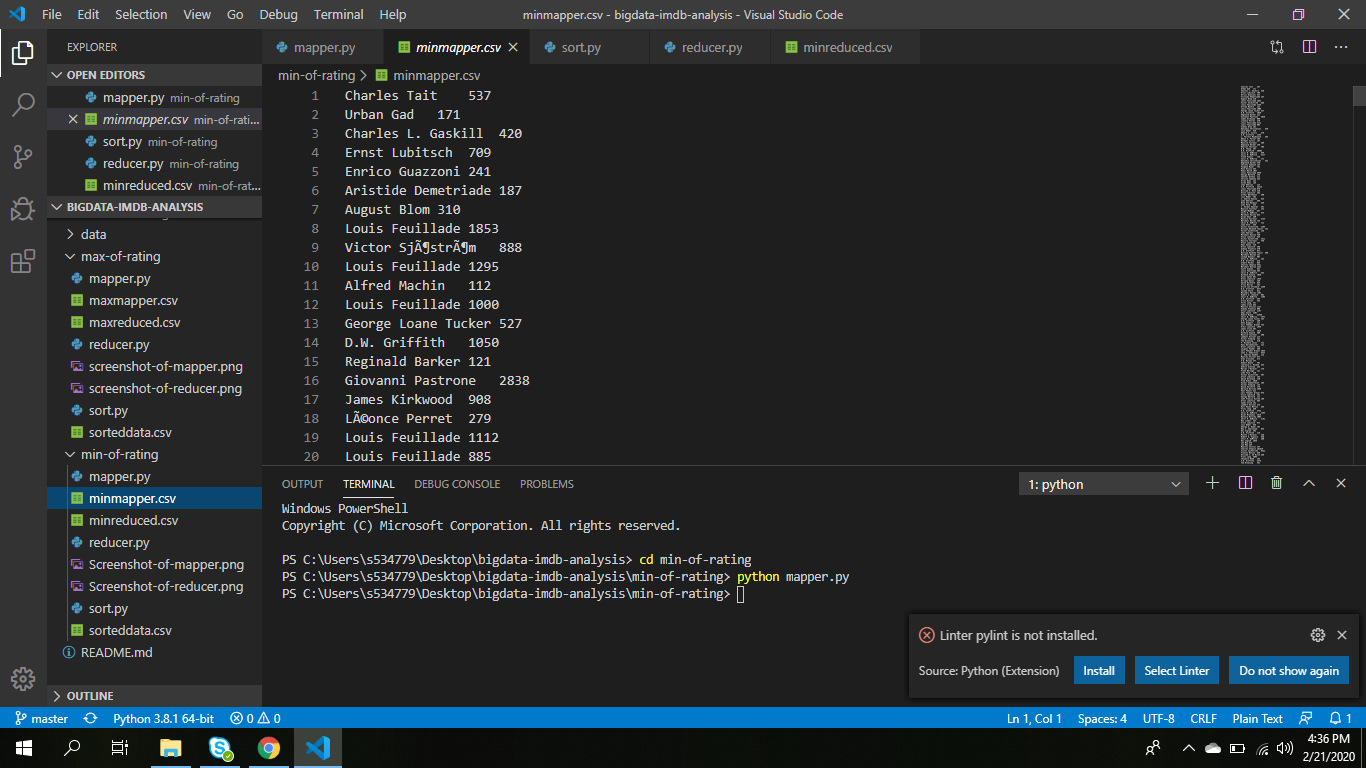 File Edit Selection View Go Debug Terminal Help minmapper.csv - bigdata-imdb-analysis - Visual Studio Code
EXPLORER
OPEN EDITORS
mapper.py min-of-rating
minmapper.csv min-of-rati...
sort.py min-of-rating
reducer.py min-of-rating
minreduced.csv min-of-rat...
BIGDATA-IMDB-ANALYSIS
data
max-of-rating
mapper.py
maxmapper.csv
maxreduced.csv
reducer.py
screenshot-of-mapper.png
screenshot-of-reducer.png
sort.py
sorteddata.csv
min-of-rating
mapper.py
minmapper.csv
minreduced.csv
reducer.py
Screenshot-of-mapper.png
Screenshot-of-reducer.png
sort.py
sorteddata.csv
README.md
OUTLINE
mapper.py minmapper.csv sort.py reducer.py minreduced.csv
min-of-rating > minmapper.csv
1 Charles Tait 537
2 Urban Gad 171
3 Charles L. Gaskill 420
4 Ernst Lubitsch 709
5 Enrico Guazzoni 241
6 Aristide Demetriade 187
7 August Blom 310
8 Louis Feuillade 1853
9 Victor SjÃ¶strÃ¶m 888
10 Louis Feuillade 1295
11 Alfred Machin 112
12 Louis Feuillade 1000
13 George Loane Tucker 527
14 D.W. Griffith 1050
15 Reginald Barker 121
16 Giovanni Pastrone 2838
17 James Kirkwood 908
18 LÃ©once Perret 279
19 Louis Feuillade 1112
20 Louis Feuillade 885
OUTPUT TERMINAL DEBUG CONSOLE PROBLEMS 1: python
Windows PowerShell
Copyright (C) Microsoft Corporation. All rights reserved.
PS C:\Users\s534779\Desktop\bigdata-imdb-analysis> cd min-of-rating
PS C:\Users\s534779\Desktop\bigdata-imdb-analysis\min-of-rating> python mapper.py
PS C:\Users\s534779\Desktop\bigdata-imdb-analysis\min-of-rating>
Linter pylint is not installed.
Source: Python (Extension) Install Select Linter Do not show again
master Python 3.8.1 64-bit 0 0 Ln 1, Col 1 Spaces: 4 UTF-8 CRLF Plain Text 1
4:36 PM
2/21/2020